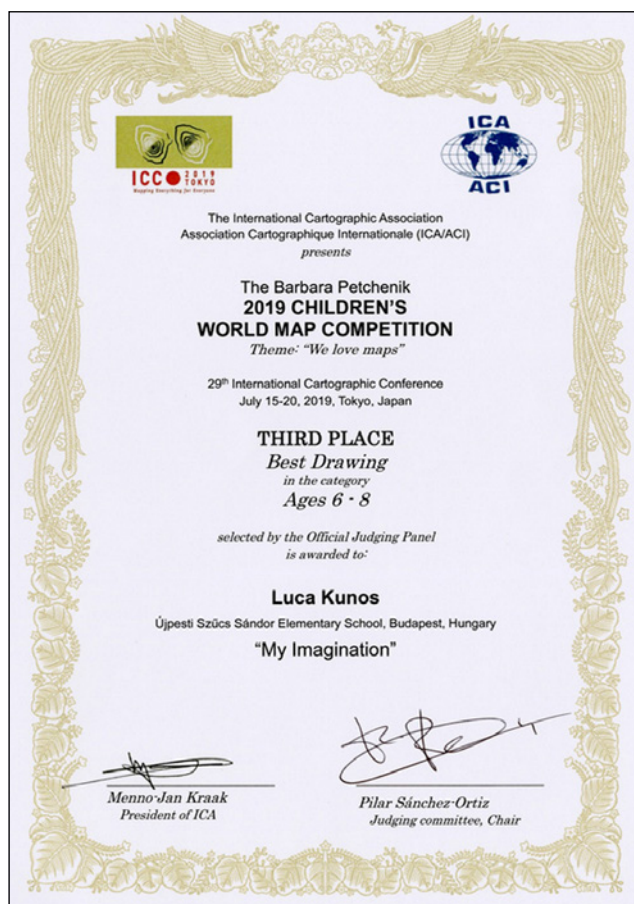 ICC 2019
TOKYO
Mapping Everything for Everyone
ICA
ACI
The International Cartographic Association
Association Cartographique Internationale (ICA/ACI)
presents
The Barbara Petchenik
2019 CHILDREN'S
WORLD MAP COMPETITION
Theme: "We love maps"
29th International Cartographic Conference
July 15-20, 2019, Tokyo, Japan
THIRD PLACE
Best Drawing
in the category
Ages 6 - 8
selected by the Official Judging Panel
is awarded to:
Luca Kunos
Újpesti Szűcs Sándor Elementary School, Budapest, Hungary
"My Imagination"
Menno-Jan Kraak
President of ICA
Pilar Sánchez-Ortiz
Judging committee, Chair